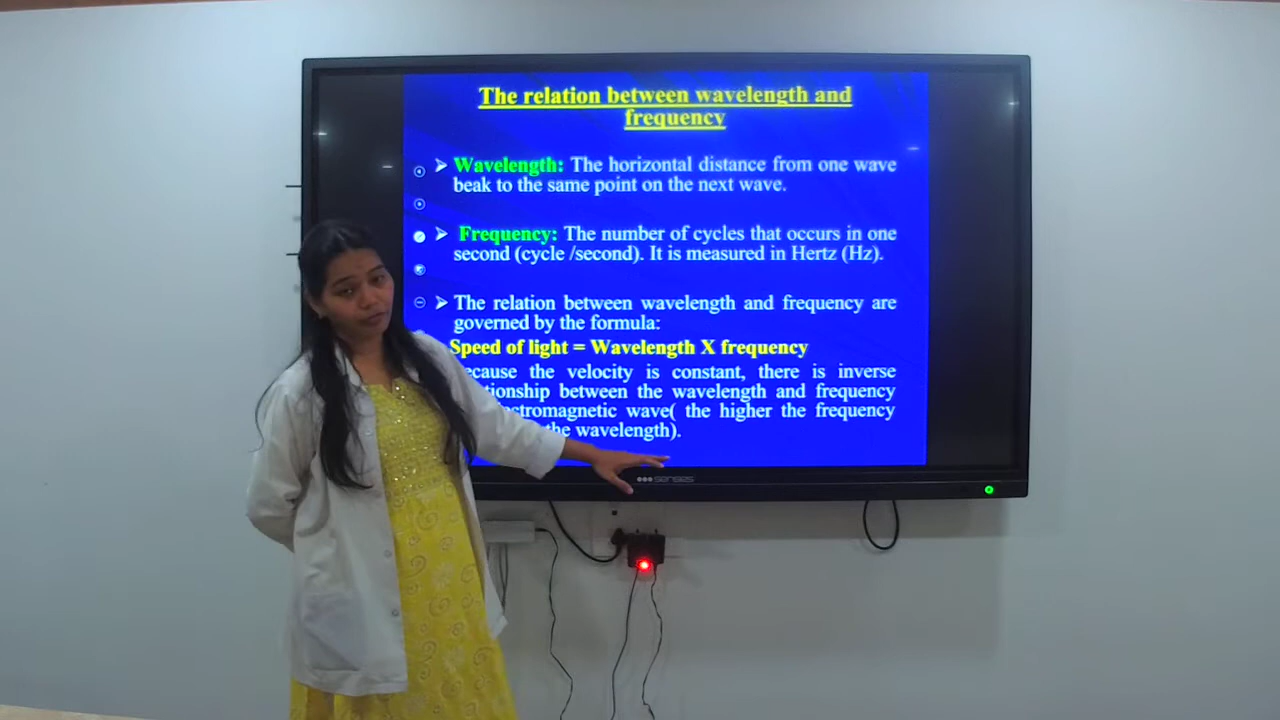 The relation between wavelength and
frequency
➢ Wavelength: The horizontal distance from one wave
beak to the same point on the next wave.
➢ Frequency: The number of cycles that occurs in one
second (cycle /second). It is measured in Hertz (Hz).
➢ The relation between wavelength and frequency are
governed by the formula:
Speed of light = Wavelength X frequency
ecause the velocity is constant, there is inverse
tionship between the wavelength and frequency
ctromagnetic wave( the higher the frequency
the wavelength).
senses